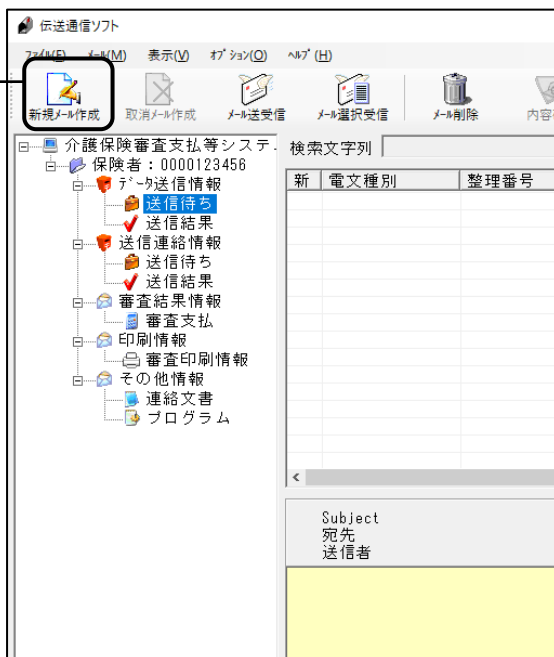 伝送通信ソフト
ﾌｧｲﾙ(F) ﾒｰﾙ(M) 表示(V) ｵﾌﾟｼｮﾝ(O) ﾍﾙﾌﾟ(H)
新規ﾒｰﾙ作成 取消ﾒｰﾙ作成 ﾒｰﾙ送受信 ﾒｰﾙ選択受信 ﾒｰﾙ削除 内容
介護保険審査支払等システ
検索文字列
保険者：0000123456
新 電文種別 整理番号
ﾃﾞｰﾀ送信情報
送信待ち
送信結果
送信連絡情報
送信待ち
送信結果
審査結果情報
審査支払
印刷情報
審査印刷情報
その他情報
連絡文書
プログラム
Subject
宛先
送信者